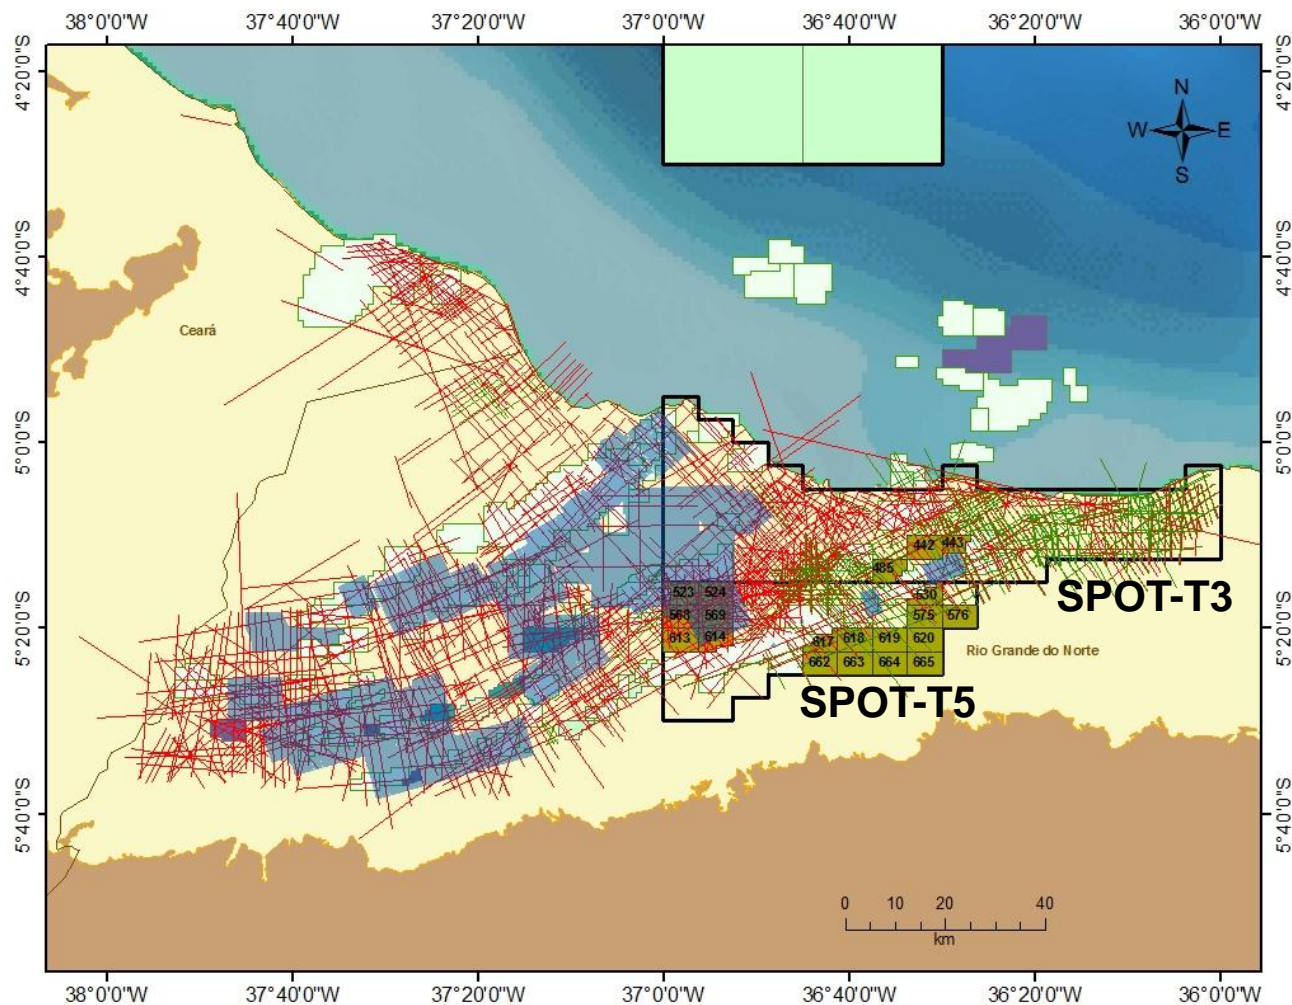 38°0'0"W 37°40'0"W 37°20'0"W 37°0'0"W 36°40'0"W 36°20'0"W 36°0'0"W
4°20'0"S 4°20'0"S
N
W E
S
4°40'0"S 4°40'0"S
Ceará
5°0'0"S 5°0'0"S
442 443
485
523 524 530
568 569 575 576
SPOT-T3
613 614 617 618 619 620
5°20'0"S 5°20'0"S
Rio Grande do Norte
662 663 664 665
SPOT-T5
5°40'0"S 5°40'0"S
0 10 20 40
km
38°0'0"W 37°40'0"W 37°20'0"W 37°0'0"W 36°40'0"W 36°20'0"W 36°0'0"W